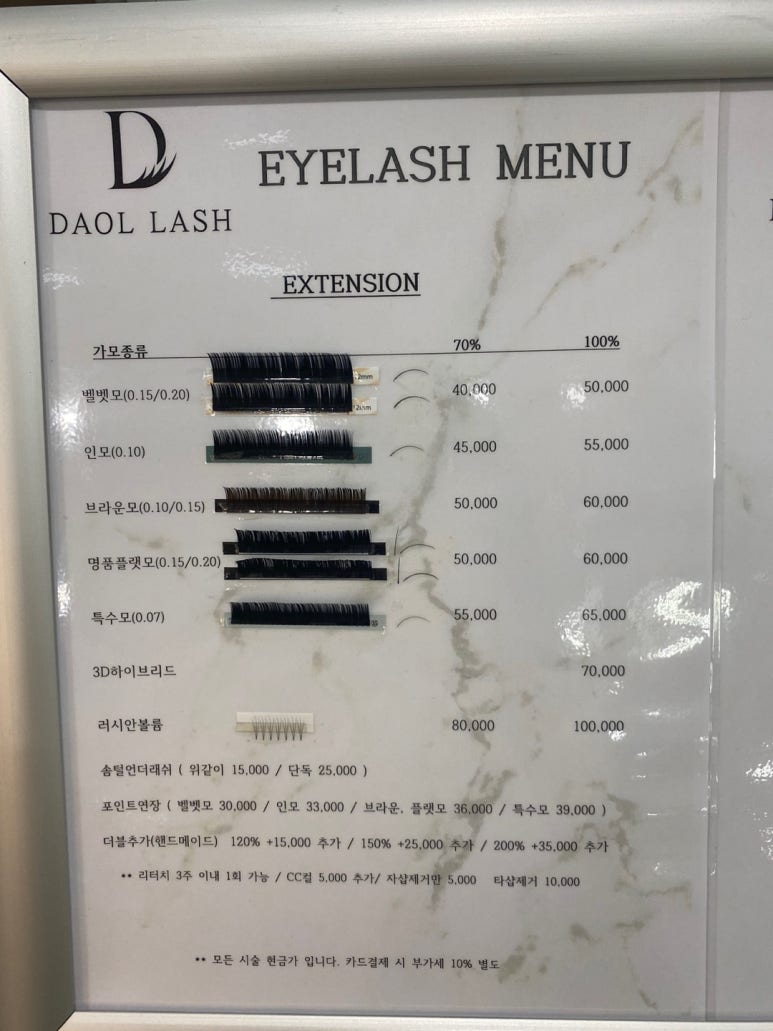 D
DAOL LASH
EYELASH MENU
EXTENSION
가모종류 70% 100%
벨벳모(0.15/0.20) 40,000 50,000
인모(0.10) 45,000 55,000
브라운모(0.10/0.15) 50,000 60,000
명품플랫모(0.15/0.20) 50,000 60,000
특수모(0.07) 55,000 65,000
3D하이브리드 70,000
러시안볼륨 80,000 100,000
솜털언더래쉬 ( 위같이 15,000 / 단독 25,000 )
포인트연장 ( 벨벳모 30,000 / 인모 33,000 / 브라운, 플랫모 36,000 / 특수모 39,000 )
더블추가(핸드메이드) 120% +15,000 추가 / 150% +25,000 추가 / 200% +35,000 추가
** 리터치 3주 이내 1회 가능 / CC컬 5,000 추가/ 자샵제거만 5,000 타샵제거 10,000
** 모든 시술 현금가 입니다. 카드결제 시 부가세 10% 별도